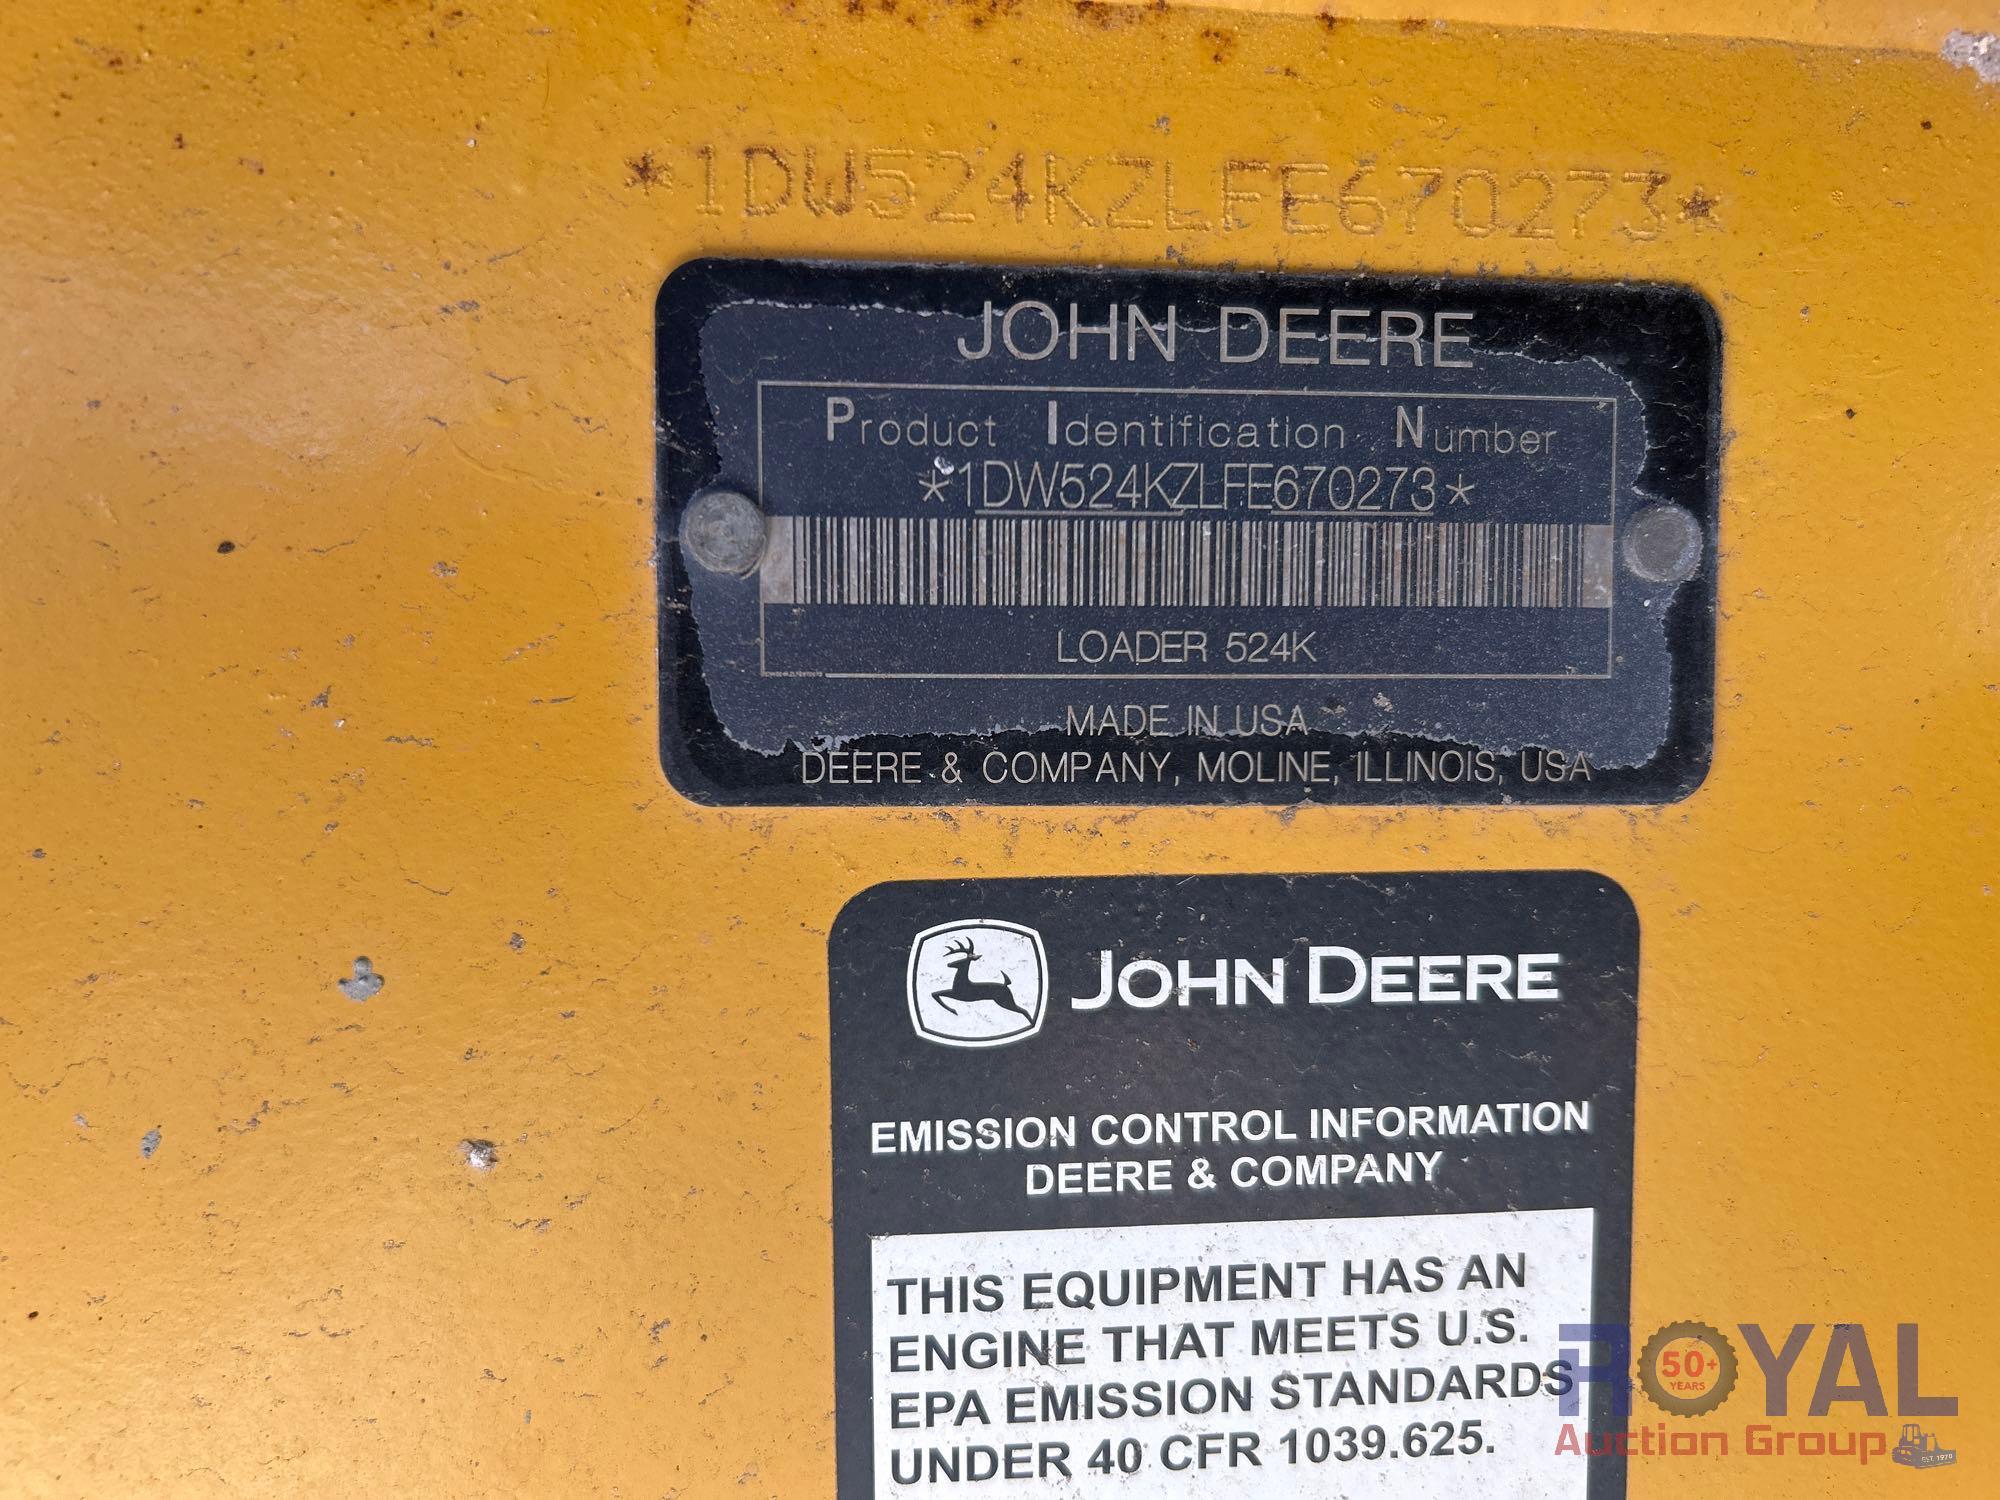 *1DW524KZLFE670273*
JOHN DEERE
Product Identification Number
*1DW524KZLFE670273*
LOADER 524K
MADE IN USA
DEERE & COMPANY, MOLINE, ILLINOIS, USA
JOHN DEERE
EMISSION CONTROL INFORMATION
DEERE & COMPANY
THIS EQUIPMENT HAS AN
ENGINE THAT MEETS U.S.
EPA EMISSION STANDARDS
UNDER 40 CFR 1039.625.
ROYAL
50+
YEARS
Auction Group
EST. 1970